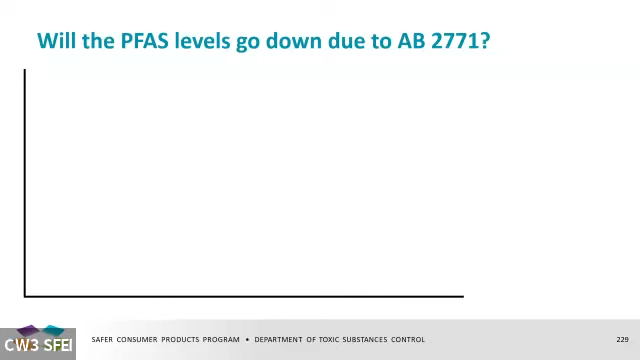 Will the PFAS levels go down due to AB 2771?
CW3 SFEI
SAFER CONSUMER PRODUCTS PROGRAM • DEPARTMENT OF TOXIC SUBSTANCES CONTROL
229